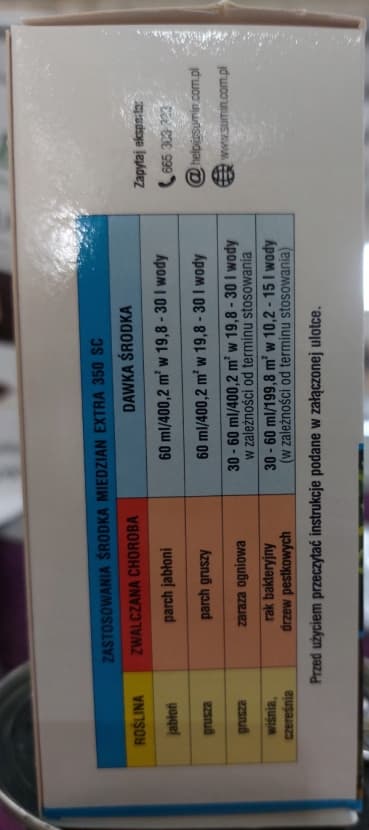 ZASTOSOWANIA ŚRODKA MIEDZIAN EXTRA 350 SC
ROŚLINA ZWALCZANA CHOROBA DAWKA ŚRODKA
jabłoń parch jabłoni 60 ml/400,2 m² w 19,8 - 30 l wody
grusza parch gruszy 60 ml/400,2 m² w 19,8 - 30 l wody
grusza zaraza ogniowa 30 - 60 ml/400,2 m² w 19,8 - 30 l wody
w zależności od terminu stosowania
wiśnia, rak bakteryjny 30 - 60 ml/199,8 m² w 10,2 - 15 l wody
czereśnia drzew pestkowych (w zależności od terminu stosowania)
Przed użyciem przeczytać instrukcje podane w załączonej ulotce.
Zapytaj eksperta:
665 303
help@sumin.com.pl
www.sumin.com.pl